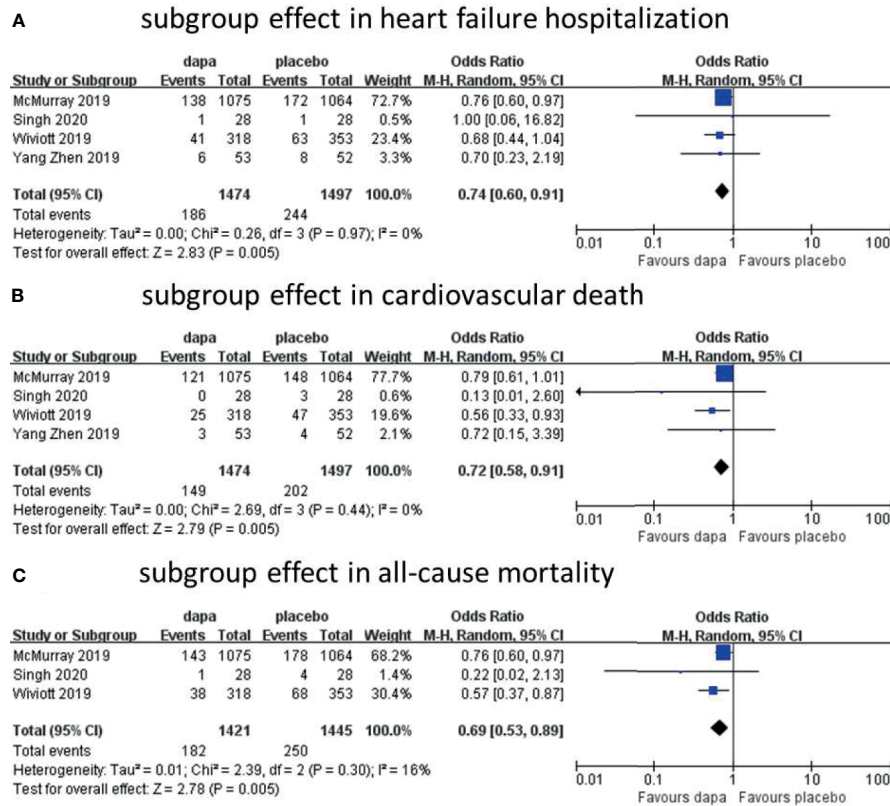 A subgroup effect in heart failure hospitalization
dapa placebo Odds Ratio Odds Ratio
Study or Subgroup Events Total Events Total Weight M-H, Random, 95% CI M-H, Random, 95% CI
McMurray 2019 138 1075 172 1064 72.7% 0.76 [0.60, 0.97]
Singh 2020 1 28 1 28 0.5% 1.00 [0.06, 16.82]
Wiviott 2019 41 318 63 353 23.4% 0.68 [0.44, 1.04]
Yang Zhen 2019 6 53 8 52 3.3% 0.70 [0.23, 2.19]
Total (95% CI) 1474 1497 100.0% 0.74 [0.60, 0.91]
Total events 186 244
Heterogeneity: Tau² = 0.00; Chi² = 0.26, df = 3 (P = 0.97); I² = 0%
Test for overall effect: Z = 2.83 (P = 0.005)
0.01 0.1 1 10 100
Favours dapa Favours placebo
B subgroup effect in cardiovascular death
dapa placebo Odds Ratio Odds Ratio
Study or Subgroup Events Total Events Total Weight M-H, Random, 95% CI M-H, Random, 95% CI
McMurray 2019 121 1075 148 1064 77.7% 0.79 [0.61, 1.01]
Singh 2020 0 28 3 28 0.6% 0.13 [0.01, 2.60]
Wiviott 2019 25 318 47 353 19.6% 0.56 [0.33, 0.93]
Yang Zhen 2019 3 53 4 52 2.1% 0.72 [0.15, 3.39]
Total (95% CI) 1474 1497 100.0% 0.72 [0.58, 0.91]
Total events 149 202
Heterogeneity: Tau² = 0.00; Chi² = 2.69, df = 3 (P = 0.44); I² = 0%
Test for overall effect: Z = 2.79 (P = 0.005)
0.01 0.1 1 10 100
Favours dapa Favours placebo
C subgroup effect in all-cause mortality
dapa placebo Odds Ratio Odds Ratio
Study or Subgroup Events Total Events Total Weight M-H, Random, 95% CI M-H, Random, 95% CI
McMurray 2019 143 1075 178 1064 68.2% 0.76 [0.60, 0.97]
Singh 2020 1 28 4 28 1.4% 0.22 [0.02, 2.13]
Wiviott 2019 38 318 68 353 30.4% 0.57 [0.37, 0.87]
Total (95% CI) 1421 1445 100.0% 0.69 [0.53, 0.89]
Total events 182 250
Heterogeneity: Tau² = 0.01; Chi² = 2.39, df = 2 (P = 0.30); I² = 16%
Test for overall effect: Z = 2.78 (P = 0.005)
0.01 0.1 1 10 100
Favours dapa Favours placebo